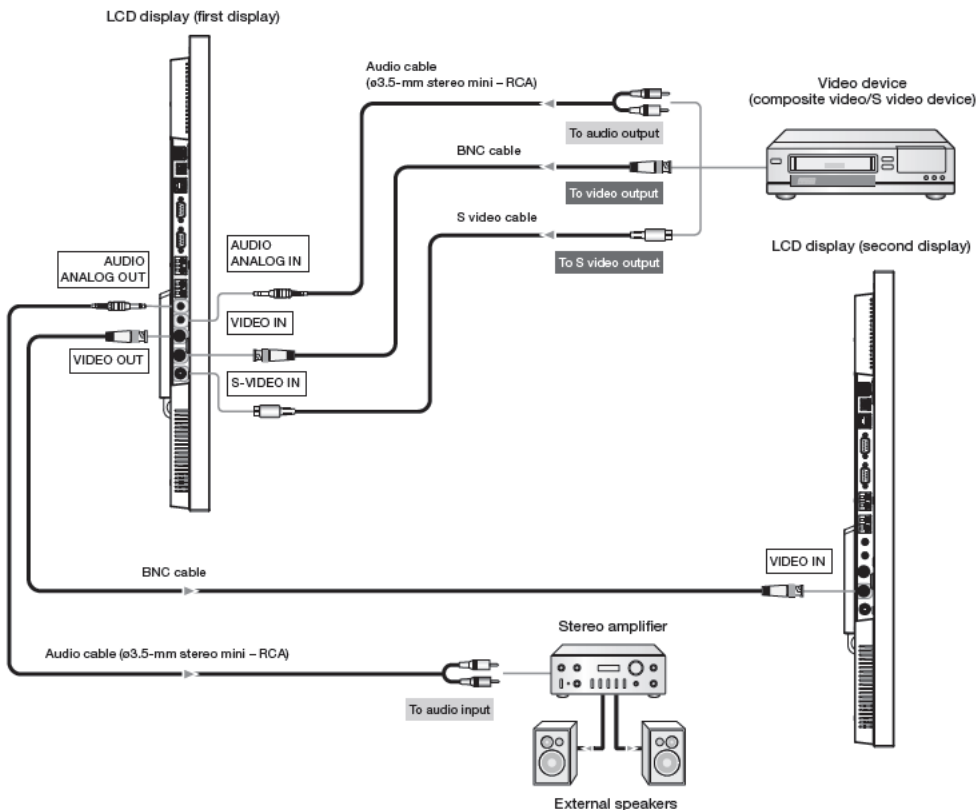 LCD display (first display)
Audio cable
(ø3.5-mm stereo mini – RCA)
Video device
(composite video/S video device)
To audio output
BNC cable
To video output
S video cable
To S video output
LCD display (second display)
AUDIO
ANALOG OUT
AUDIO
ANALOG IN
VIDEO IN
VIDEO OUT
S-VIDEO IN
VIDEO IN
BNC cable
Stereo amplifier
Audio cable (ø3.5-mm stereo mini – RCA)
To audio input
External speakers